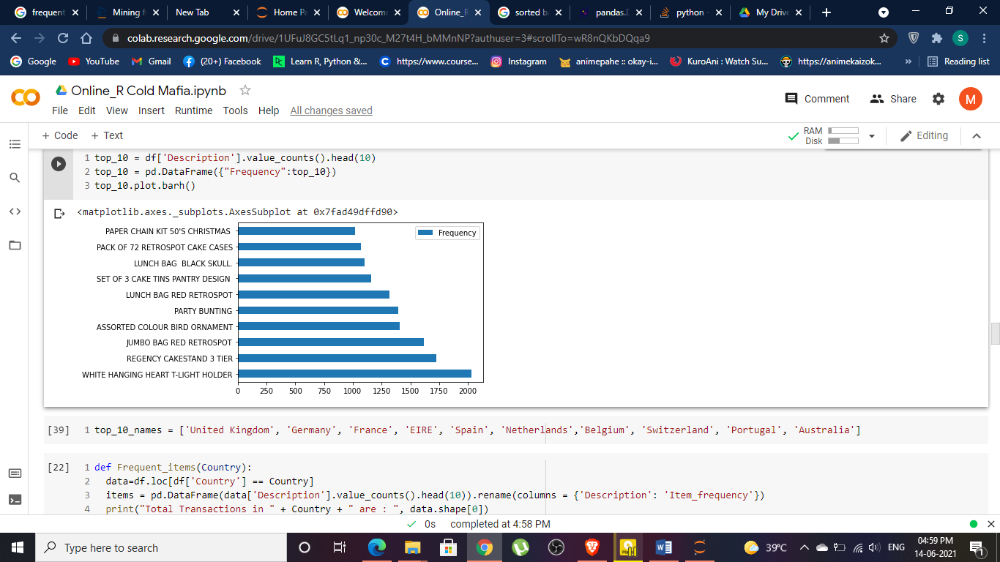 frequent
Mining f
New Tab
Home Pa
Welcome
Online_R
sorted ba
pandas.D
python -
My Drive
colab.research.google.com/drive/1UFuJ8GC5tLq1_np30c_M27t4H_bMMnNP?authuser=3#scrollTo=wR8nQKbDQqa9
S
Google
YouTube
Gmail
(20+) Facebook
Learn R, Python &...
https://www.course...
Instagram
animepahe :: okay-i...
KuroAni : Watch Su...
https://animekaizok...
»
Reading list
Online_R Cold Mafia.ipynb
Comment
Share
M
File Edit View Insert Runtime Tools Help All changes saved
+ Code + Text
RAM
Disk
Editing
1 top_10 = df['Description'].value_counts().head(10)
2 top_10 = pd.DataFrame({"Frequency":top_10})
3 top_10.plot.barh()
<matplotlib.axes._subplots.AxesSubplot at 0x7fad49dffd90>
PAPER CHAIN KIT 50'S CHRISTMAS
Frequency
PACK OF 72 RETROSPOT CAKE CASES
LUNCH BAG  BLACK SKULL.
SET OF 3 CAKE TINS PANTRY DESIGN
LUNCH BAG RED RETROSPOT
PARTY BUNTING
ASSORTED COLOUR BIRD ORNAMENT
JUMBO BAG RED RETROSPOT
REGENCY CAKESTAND 3 TIER
WHITE HANGING HEART T-LIGHT HOLDER
0 250 500 750 1000 1250 1500 1750 2000
[39] 1 top_10_names = ['United Kingdom', 'Germany', 'France', 'EIRE', 'Spain', 'Netherlands','Belgium', 'Switzerland', 'Portugal', 'Australia']
[22] 1 def Frequent_items(Country):
2 data=df.loc[df['Country'] == Country]
3 items = pd.DataFrame(data['Description'].value_counts().head(10)).rename(columns = {'Description': 'Item_frequency'})
4 print("Total Transactions in " + Country + " are : ", data.shape[0])
0s completed at 4:58 PM
Type here to search
39°C
ENG
04:59 PM
14-06-2021
1